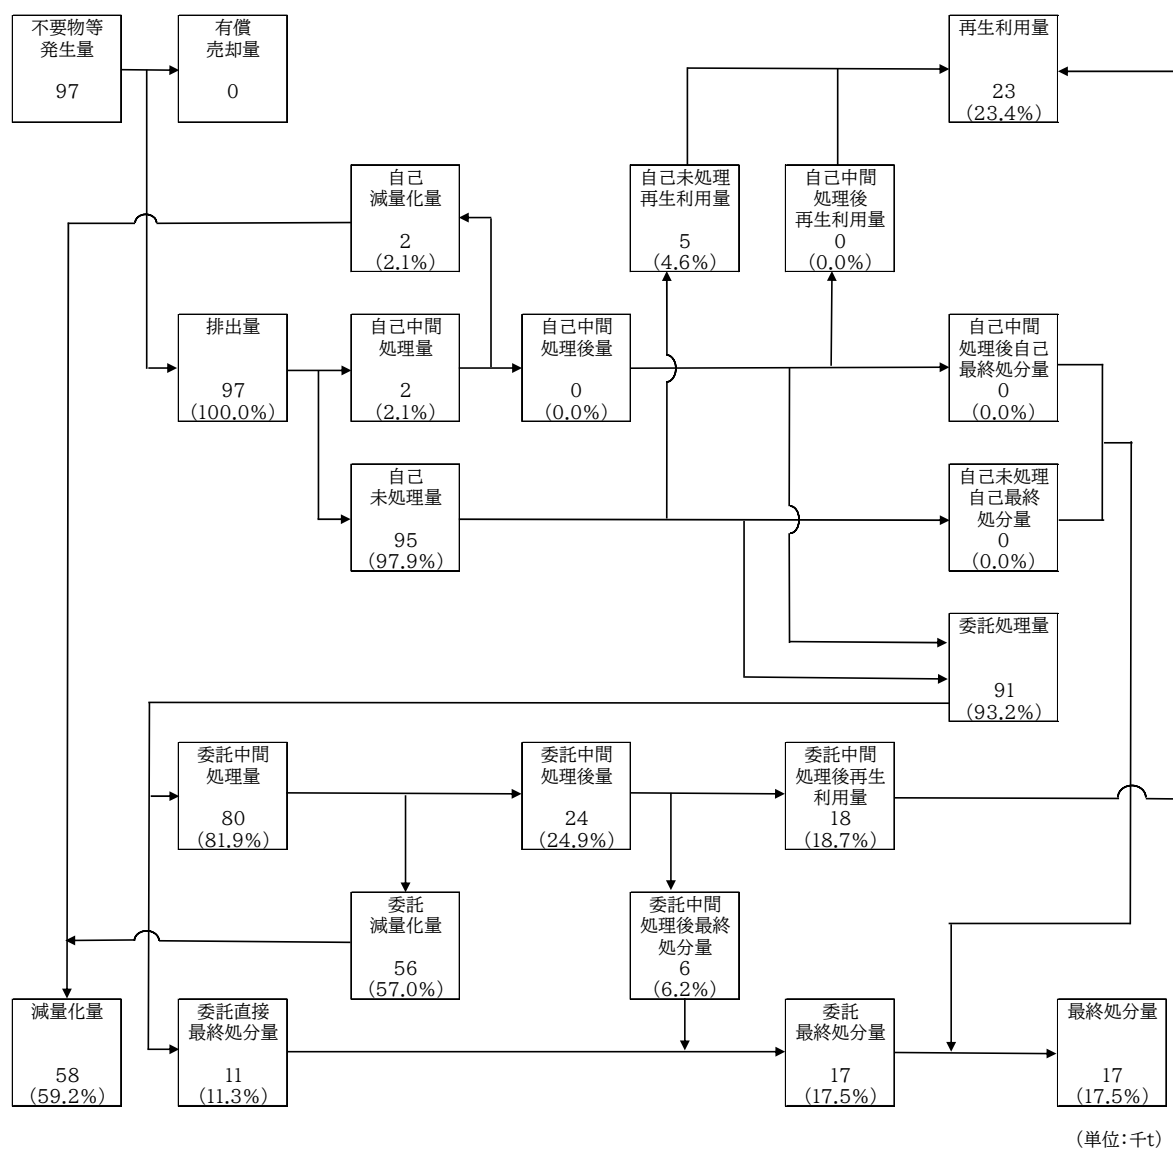 不要物等
発生量
97
有償
売却量
0
再生利用量
23
(23.4%)
自己
減量化量
2
(2.1%)
自己未処理
再生利用量
5
(4.6%)
自己中間
処理後
再生利用量
0
(0.0%)
排出量
97
(100.0%)
自己中間
処理量
2
(2.1%)
自己中間
処理後量
0
(0.0%)
自己中間
処理後自己
最終処分量
0
(0.0%)
自己
未処理量
95
(97.9%)
自己未処理
自己最終
処分量
0
(0.0%)
委託処理量
91
(93.2%)
委託中間
処理量
80
(81.9%)
委託中間
処理後量
24
(24.9%)
委託中間
処理後再生
利用量
18
(18.7%)
委託
減量化量
56
(57.0%)
委託中間
処理後最終
処分量
6
(6.2%)
減量化量
58
(59.2%)
委託直接
最終処分量
11
(11.3%)
委託
最終処分量
17
(17.5%)
最終処分量
17
(17.5%)
(単位:千t)